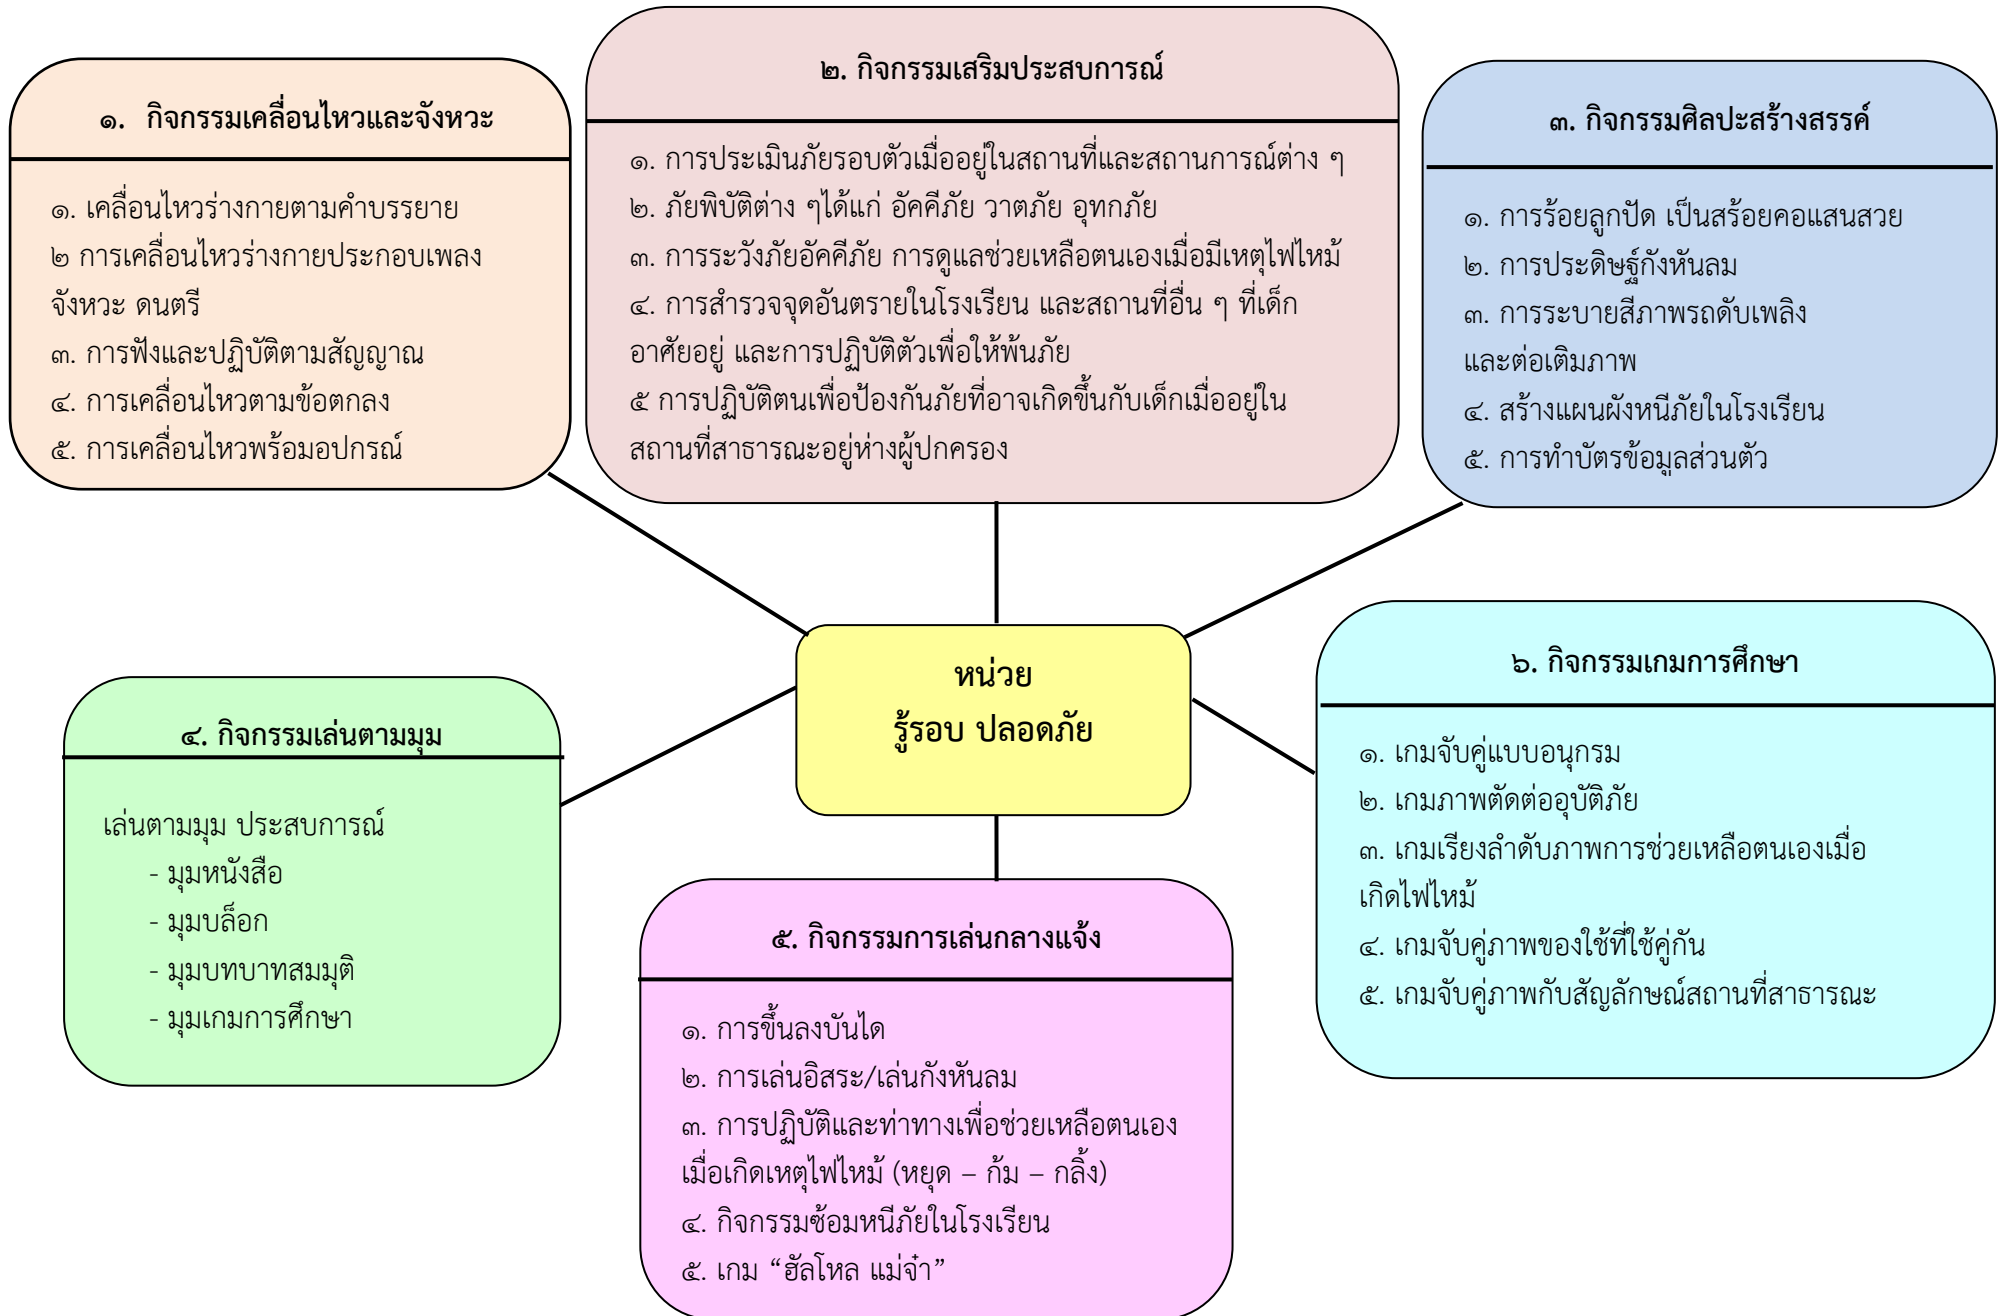 ๑. กิจกรรมเคลื่อนไหวและจังหวะ
๑. เคลื่อนไหวร่างกายตามคำบรรยาย
๒ การเคลื่อนไหวร่างกายประกอบเพลง
จังหวะ ดนตรี
๓. การฟังและปฏิบัติตามสัญญาณ
๔. การเคลื่อนไหวตามข้อตกลง
๕. การเคลื่อนไหวพร้อมอปกรณ์
๒. กิจกรรมเสริมประสบการณ์
๑. การประเมินภัยรอบตัวเมื่ออยู่ในสถานที่และสถานการณ์ต่าง ๆ
๒. ภัยพิบัติต่าง ๆได้แก่ อัคคีภัย วาตภัย อุทกภัย
๓. การระวังภัยอัคคีภัย การดูแลช่วยเหลือตนเองเมื่อมีเหตุไฟไหม้
๔. การสำรวจจุดอันตรายในโรงเรียน และสถานที่อื่น ๆ ที่เด็ก
อาศัยอยู่ และการปฏิบัติตัวเพื่อให้พ้นภัย
๕ การปฏิบัติตนเพื่อป้องกันภัยที่อาจเกิดขึ้นกับเด็กเมื่ออยู่ใน
สถานที่สาธารณะอยู่ห่างผู้ปกครอง
๓. กิจกรรมศิลปะสร้างสรรค์
๑. การร้อยลูกปัด เป็นสร้อยคอแสนสวย
๒. การประดิษฐ์กังหันลม
๓. การระบายสีภาพรถดับเพลิง
และต่อเติมภาพ
๔. สร้างแผนผังหนีภัยในโรงเรียน
๕. การทำบัตรข้อมูลส่วนตัว
หน่วย
รู้รอบ ปลอดภัย
๔. กิจกรรมเล่นตามมุม
เล่นตามมุม ประสบการณ์
- มุมหนังสือ
- มุมบล็อก
- มุมบทบาทสมมุติ
- มุมเกมการศึกษา
๕. กิจกรรมการเล่นกลางแจ้ง
๑. การขึ้นลงบันได
๒. การเล่นอิสระ/เล่นกังหันลม
๓. การปฏิบัติและท่าทางเพื่อช่วยเหลือตนเอง
เมื่อเกิดเหตุไฟไหม้ (หยุด – ก้ม – กลิ้ง)
๔. กิจกรรมซ้อมหนีภัยในโรงเรียน
๕. เกม “ฮัลโหล แม่จ๋า”
๖. กิจกรรมเกมการศึกษา
๑. เกมจับคู่แบบอนุกรม
๒. เกมภาพตัดต่ออุบัติภัย
๓. เกมเรียงลำดับภาพการช่วยเหลือตนเองเมื่อ
เกิดไฟไหม้
๔. เกมจับคู่ภาพของใช้ที่ใช้คู่กัน
๕. เกมจับคู่ภาพกับสัญลักษณ์สถานที่สาธารณะ